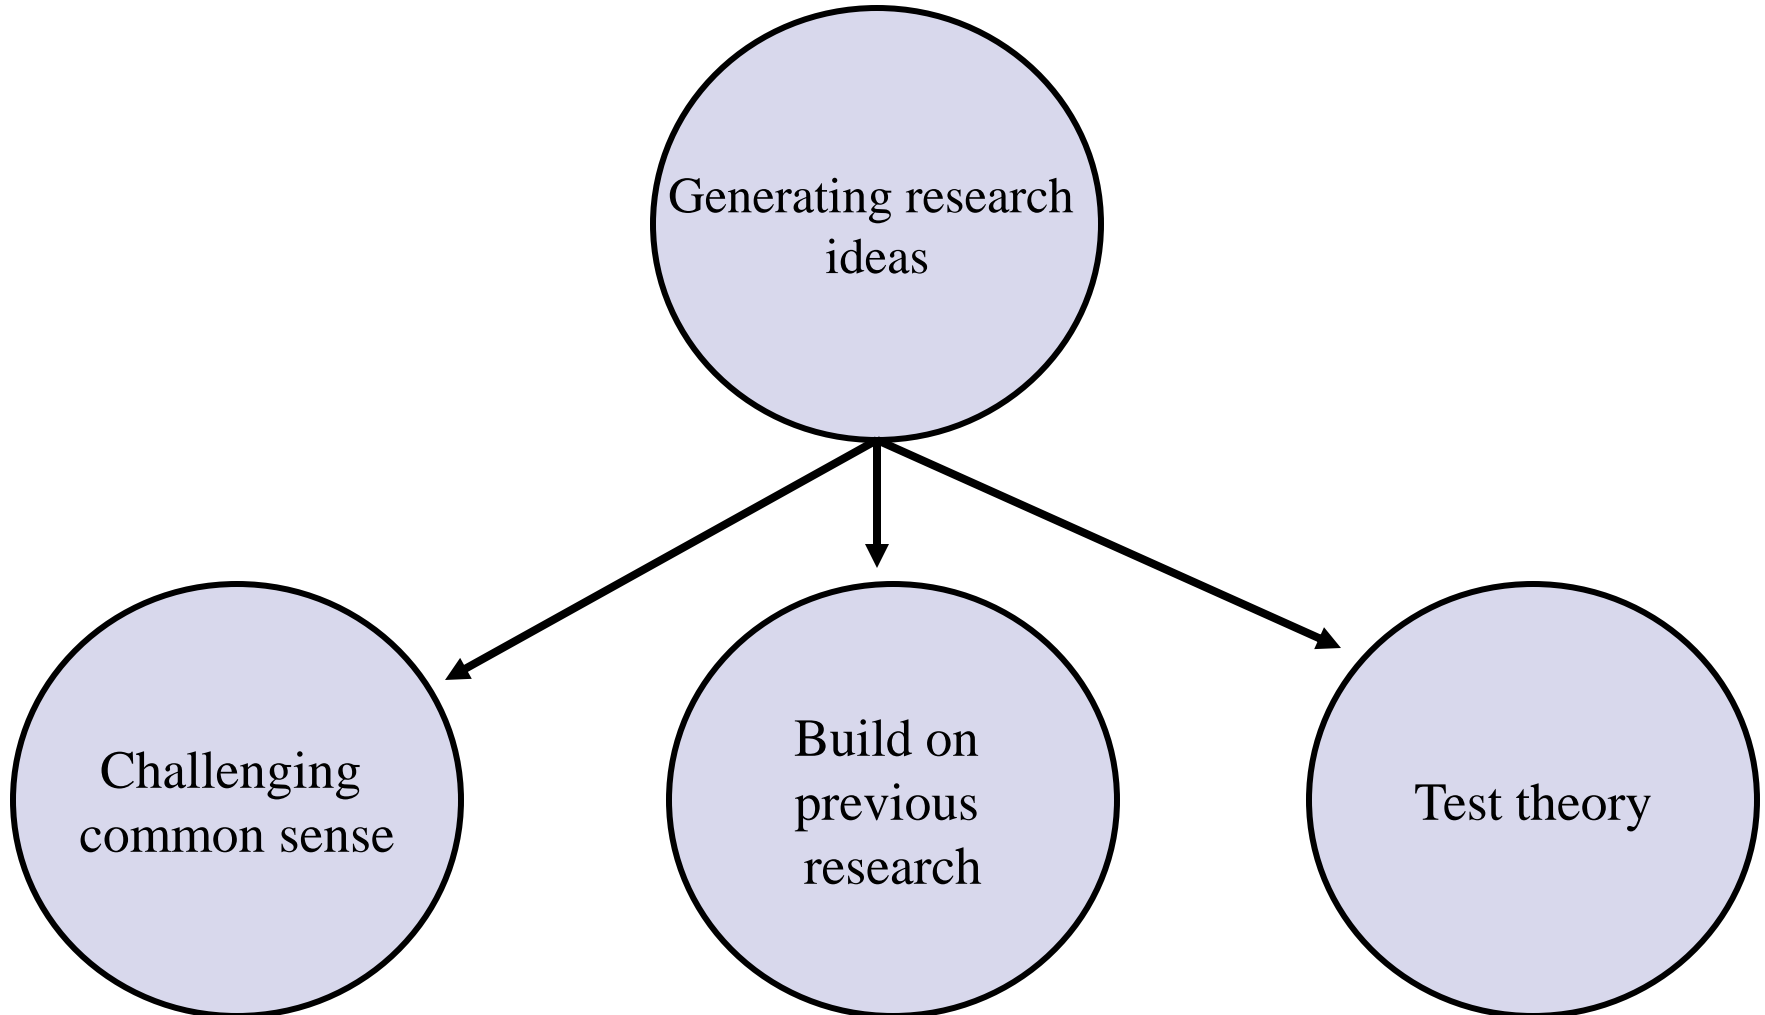 Generating research
ideas
Challenging
common sense
Build on
previous
research
Test theory